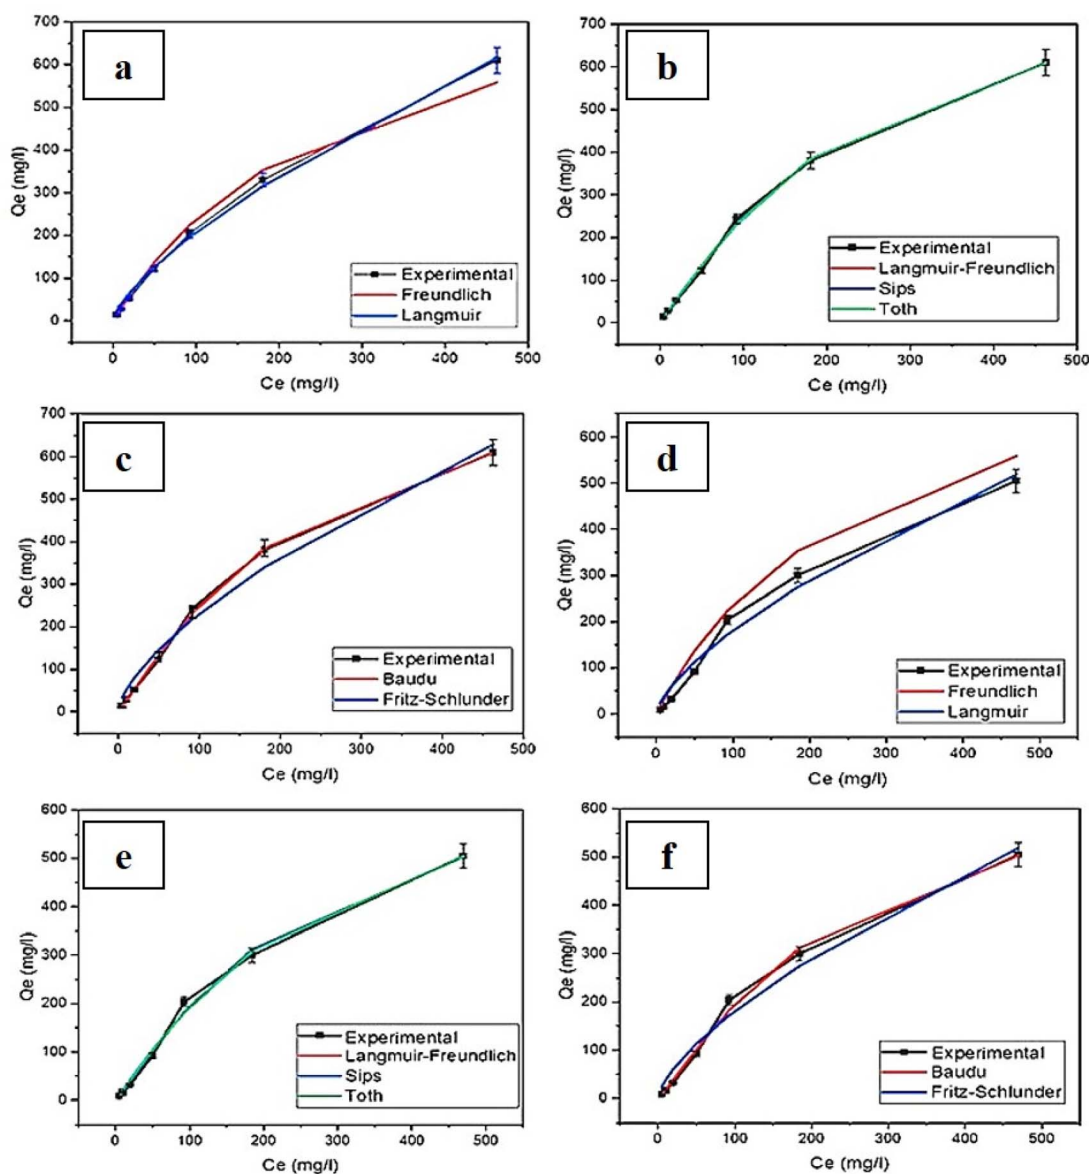 a
700
600
500
400
300
200
100
0
Qe (mg/l)
Experimental
Freundlich
Langmuir
0 100 200 300 400 500
Ce (mg/l)
b
700
600
500
400
300
200
100
0
Qe (mg/l)
Experimental
Langmuir-Freundlich
Sips
Toth
0 100 200 300 400 500
Ce (mg/l)
c
700
600
500
400
300
200
100
0
Qe (mg/l)
Experimental
Baudu
Fritz-Schlunder
0 100 200 300 400 500
Ce (mg/l)
d
600
500
400
300
200
100
0
Qe (mg/l)
Experimental
Freundlich
Langmuir
0 100 200 300 400 500
Ce (mg/l)
e
600
500
400
300
200
100
0
Qe (mg/l)
Experimental
Langmuir-Freundlich
Sips
Toth
0 100 200 300 400 500
Ce (mg/l)
f
600
500
400
300
200
100
0
Qe (mg/l)
Experimental
Baudu
Fritz-Schlunder
0 100 200 300 400 500
Ce (mg/l)